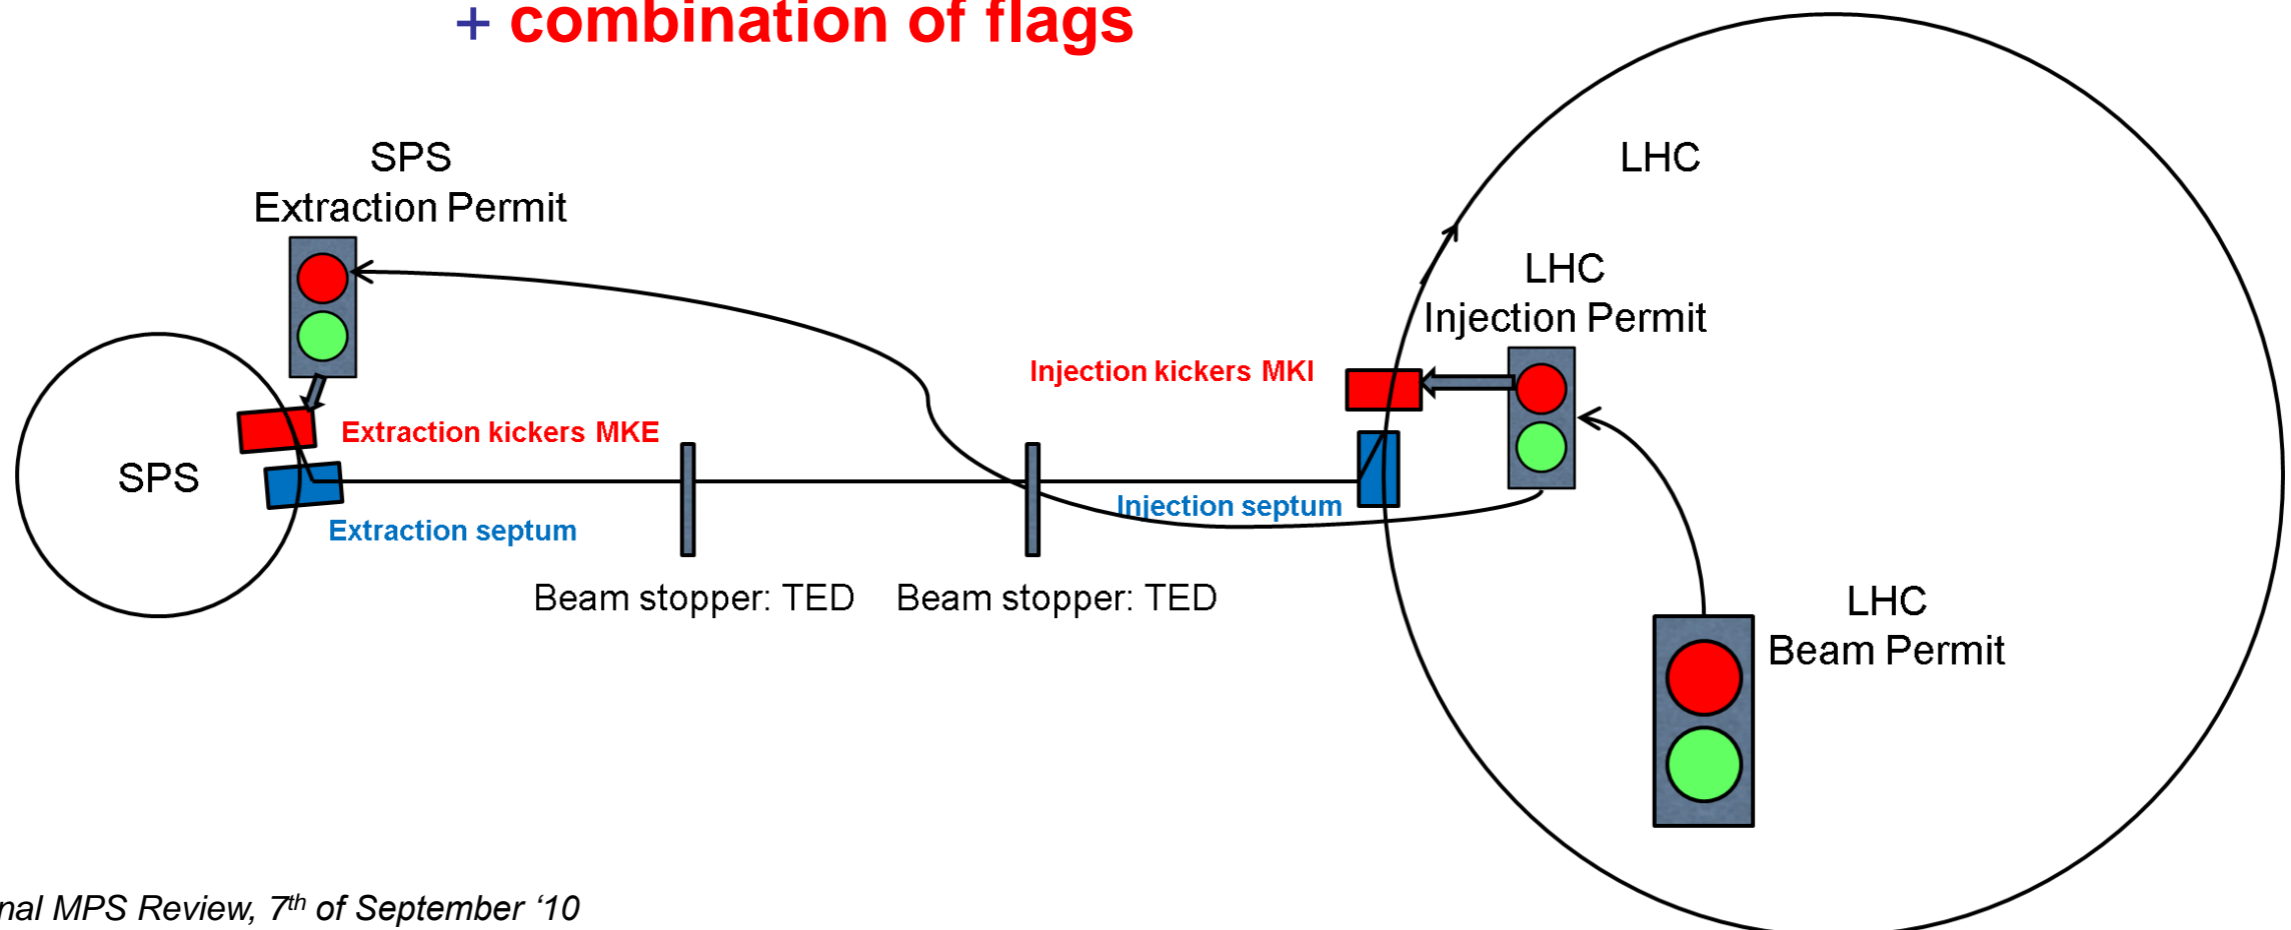 + combination of flags
SPS
Extraction Permit
LHC
LHC
Injection Permit
Injection kickers MKI
Extraction kickers MKE
SPS
Injection septum
Extraction septum
Beam stopper: TED
Beam stopper: TED
LHC
Beam Permit
MPS Review, 7th of September ‘10